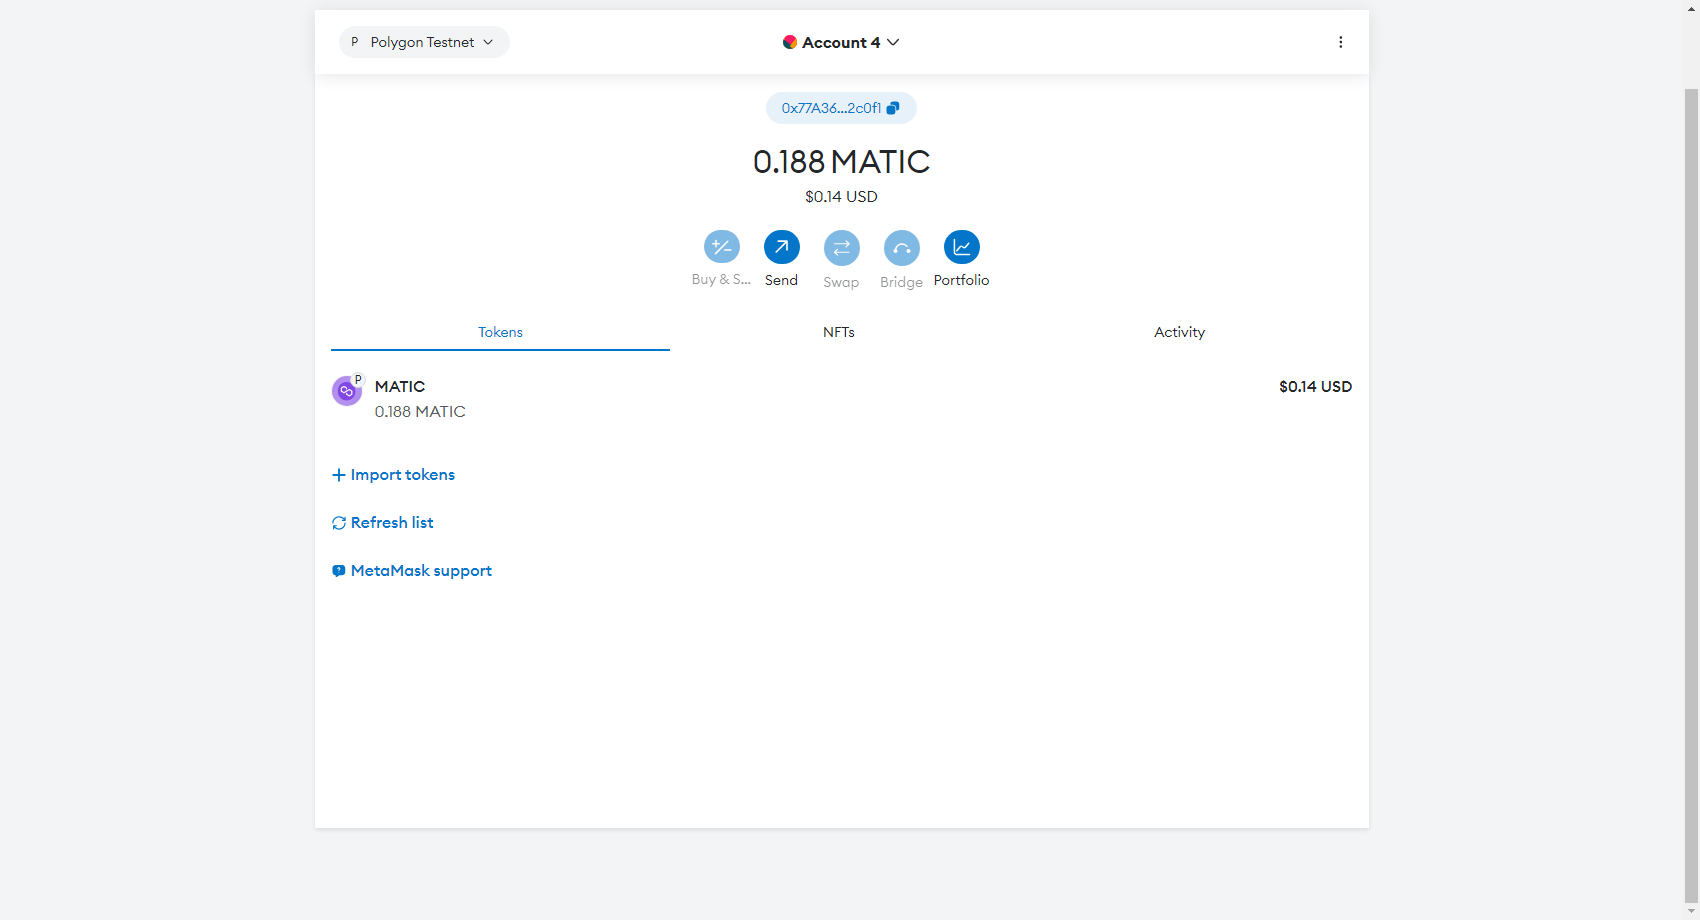 P Polygon Testnet
Account 4
0x77A36...2c0f1
0.188 MATIC
$0.14 USD
Buy & S...
Send
Swap
Bridge
Portfolio
Tokens
NFTs
Activity
P
MATIC
$0.14 USD
0.188 MATIC
Import tokens
Refresh list
MetaMask support